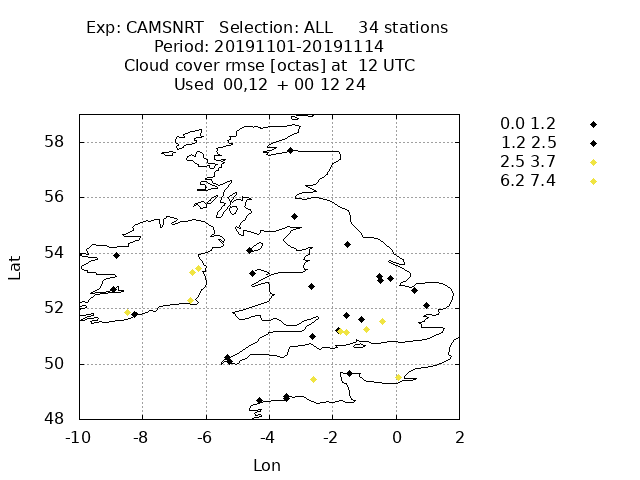 Exp: CAMSNRT Selection: ALL 34 stations
Period: 20191101-20191114
Cloud cover rmse [octas] at 12 UTC
Used 00,12 + 00 12 24
0.0 1.2
1.2 2.5
2.5 3.7
6.2 7.4
58
56
54
52
50
48
Lat
-10 -8 -6 -4 -2 0 2
Lon